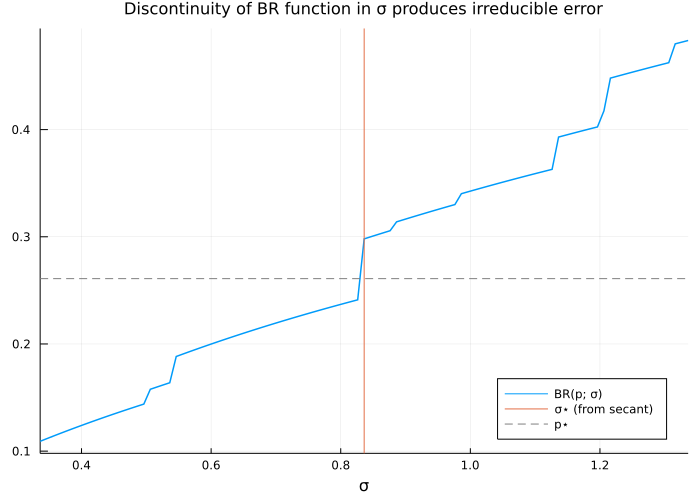 Discontinuity of BR function in σ produces irreducible error
0.4
0.3
0.2
0.1
0.4
0.6
0.8
1.0
1.2
σ
BR(p; σ)
σ⋆ (from secant)
p⋆